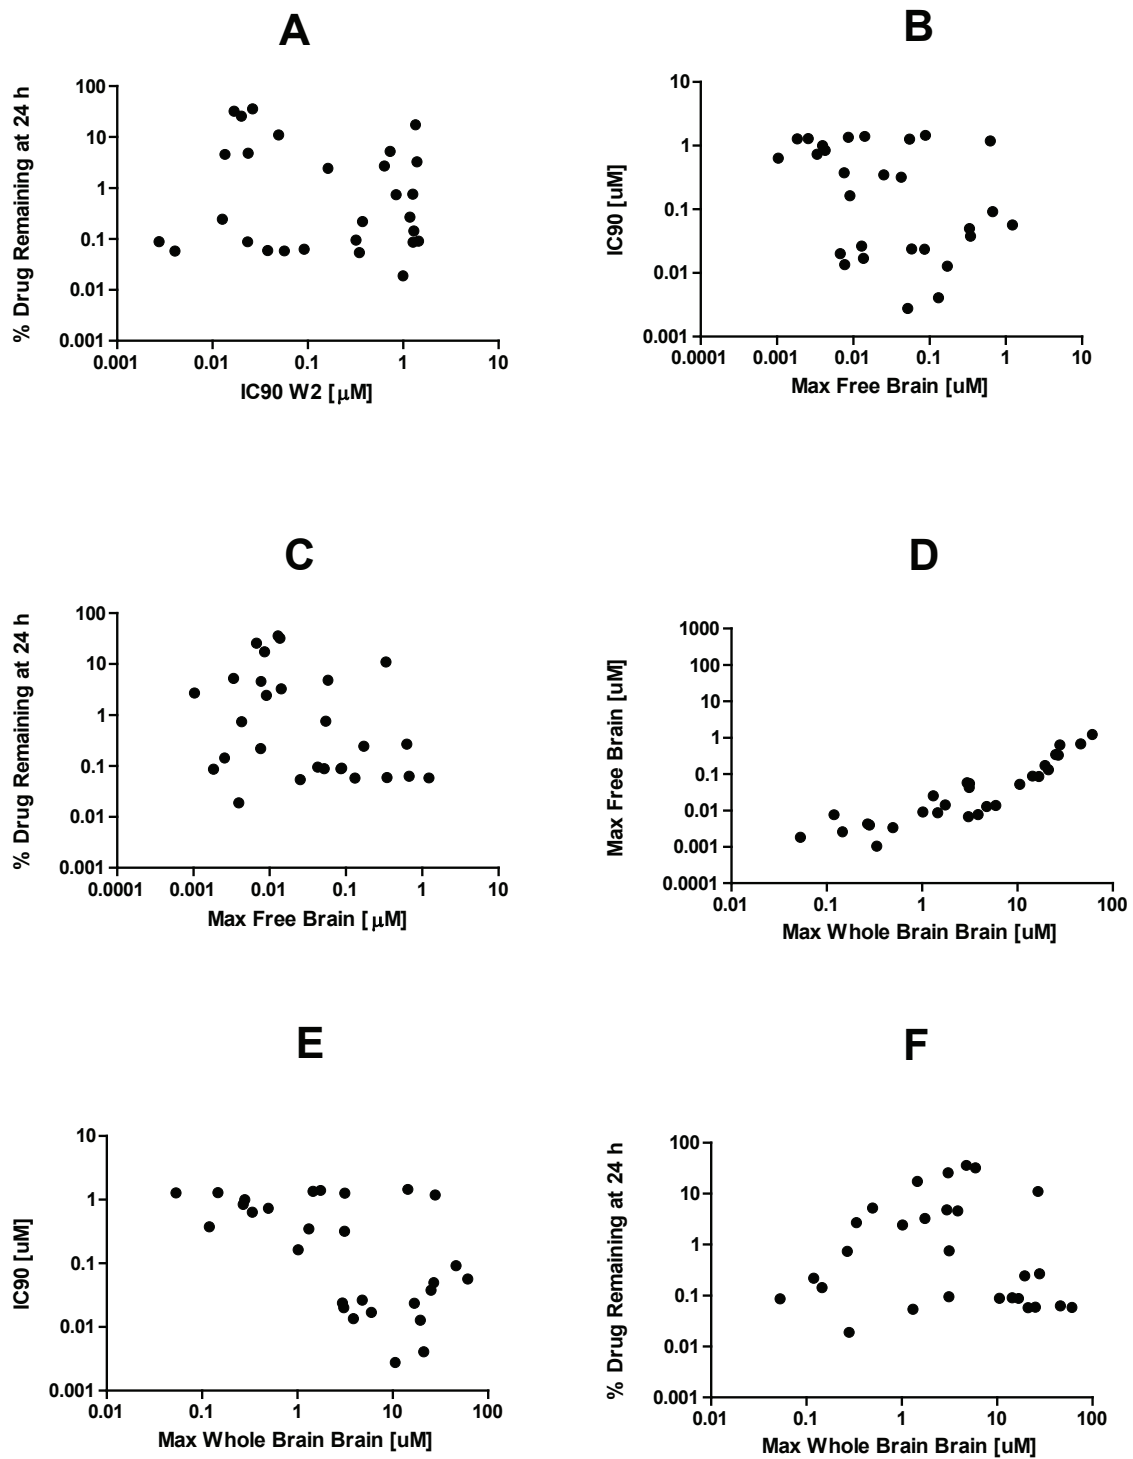 A
% Drug Remaining at 24 h
100
10
1
0.1
0.01
0.001
0.001 0.01 0.1 1 10
IC90 W2 [ μM]
B
IC90 [uM]
10
1
0.1
0.01
0.001
0.0001 0.001 0.01 0.1 1 10
Max Free Brain [uM]
C
% Drug Remaining at 24 h
100
10
1
0.1
0.01
0.001
0.0001 0.001 0.01 0.1 1 10
Max Free Brain [ μM]
D
Max Free Brain [uM]
1000
100
10
1
0.1
0.01
0.001
0.0001
0.01 0.1 1 10 100
Max Whole Brain Brain [uM]
E
IC90 [uM]
10
1
0.1
0.01
0.001
0.01 0.1 1 10 100
Max Whole Brain Brain [uM]
F
% Drug Remaining at 24 h
100
10
1
0.1
0.01
0.001
0.01 0.1 1 10 100
Max Whole Brain Brain [uM]